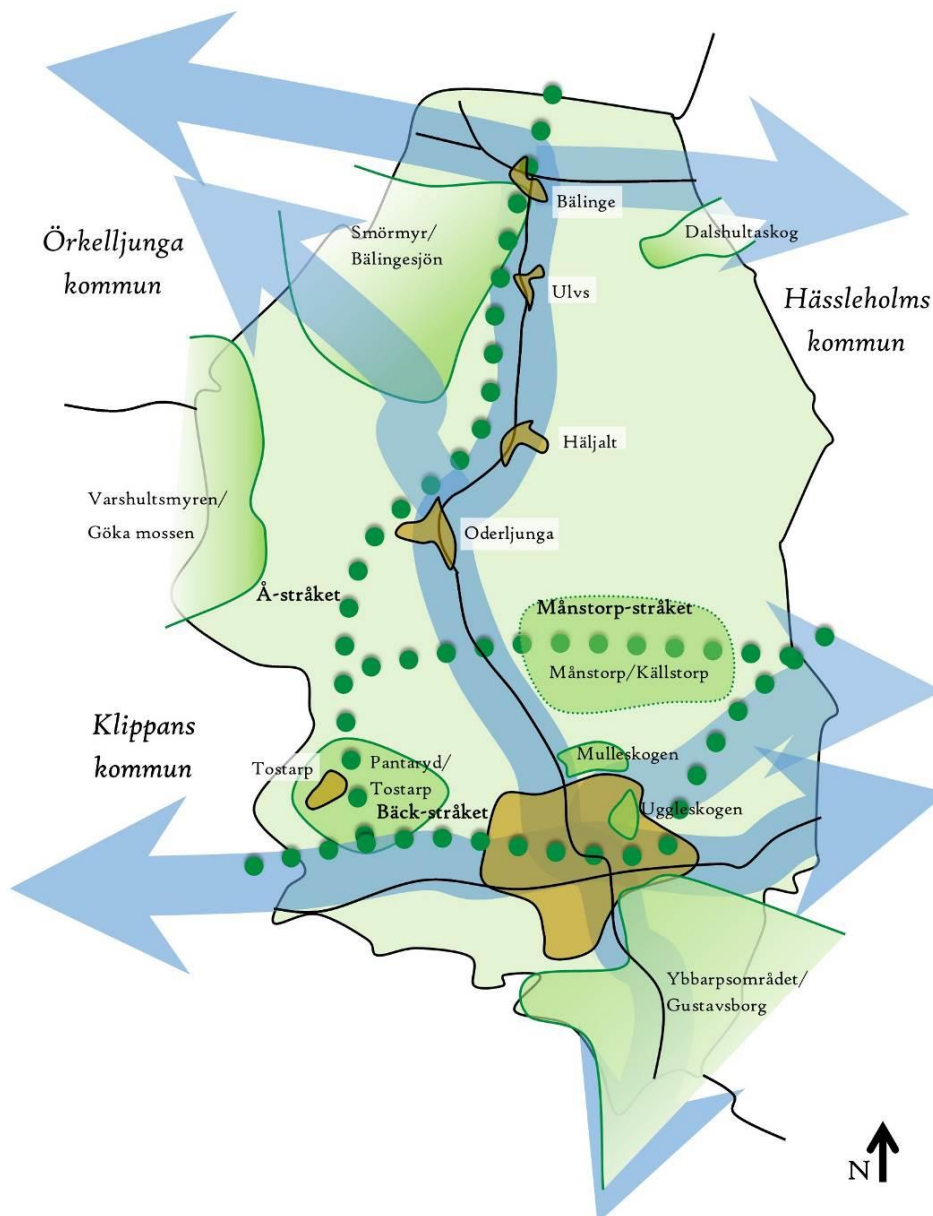 Bälinge
Smörmyr/
Bälingesjön
Dalshultaskog
Örkelljunga
kommun
Ulvs
Hässleholms
kommun
Häljalt
Varshultsmyren/
Göka mossen
Oderljunga
Å-stråket
Månstorp-stråket
Månstorp/Källstorp
Klippans
kommun
Mulleskogen
Tostarp
Pantaryd/
Tostarp
Bäck-stråket
Uggleskogen
Ybbarpsområdet/
Gustavsborg
N